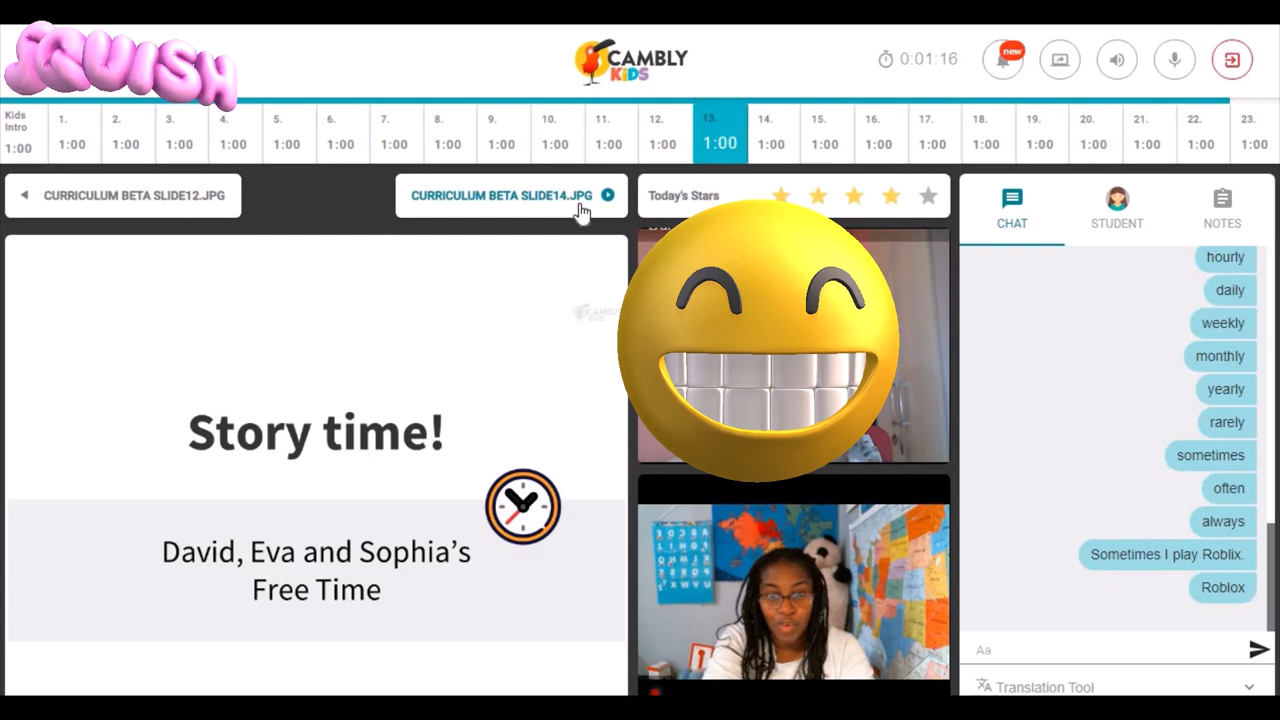 SQUISH
CAMBLY
KIDS
0:01:16
new
Kids
Intro
1:00
1.
1:00
2.
1:00
3.
1:00
4.
1:00
5.
1:00
6.
1:00
7.
1:00
8.
1:00
9.
1:00
10.
1:00
11.
1:00
12.
1:00
13.
1:00
14.
1:00
15.
1:00
16.
1:00
17.
1:00
18.
1:00
19.
1:00
20.
1:00
21.
1:00
22.
1:00
23.
1:00
CURRICULUM BETA SLIDE12.JPG
CURRICULUM BETA SLIDE14.JPG
Today's Stars
CHAT
STUDENT
NOTES
CAMBLY
KIDS
Story time!
David, Eva and Sophia's
Free Time
hourly
daily
weekly
monthly
yearly
rarely
sometimes
often
always
Sometimes I play Roblix.
Roblox
Aa
Translation Tool